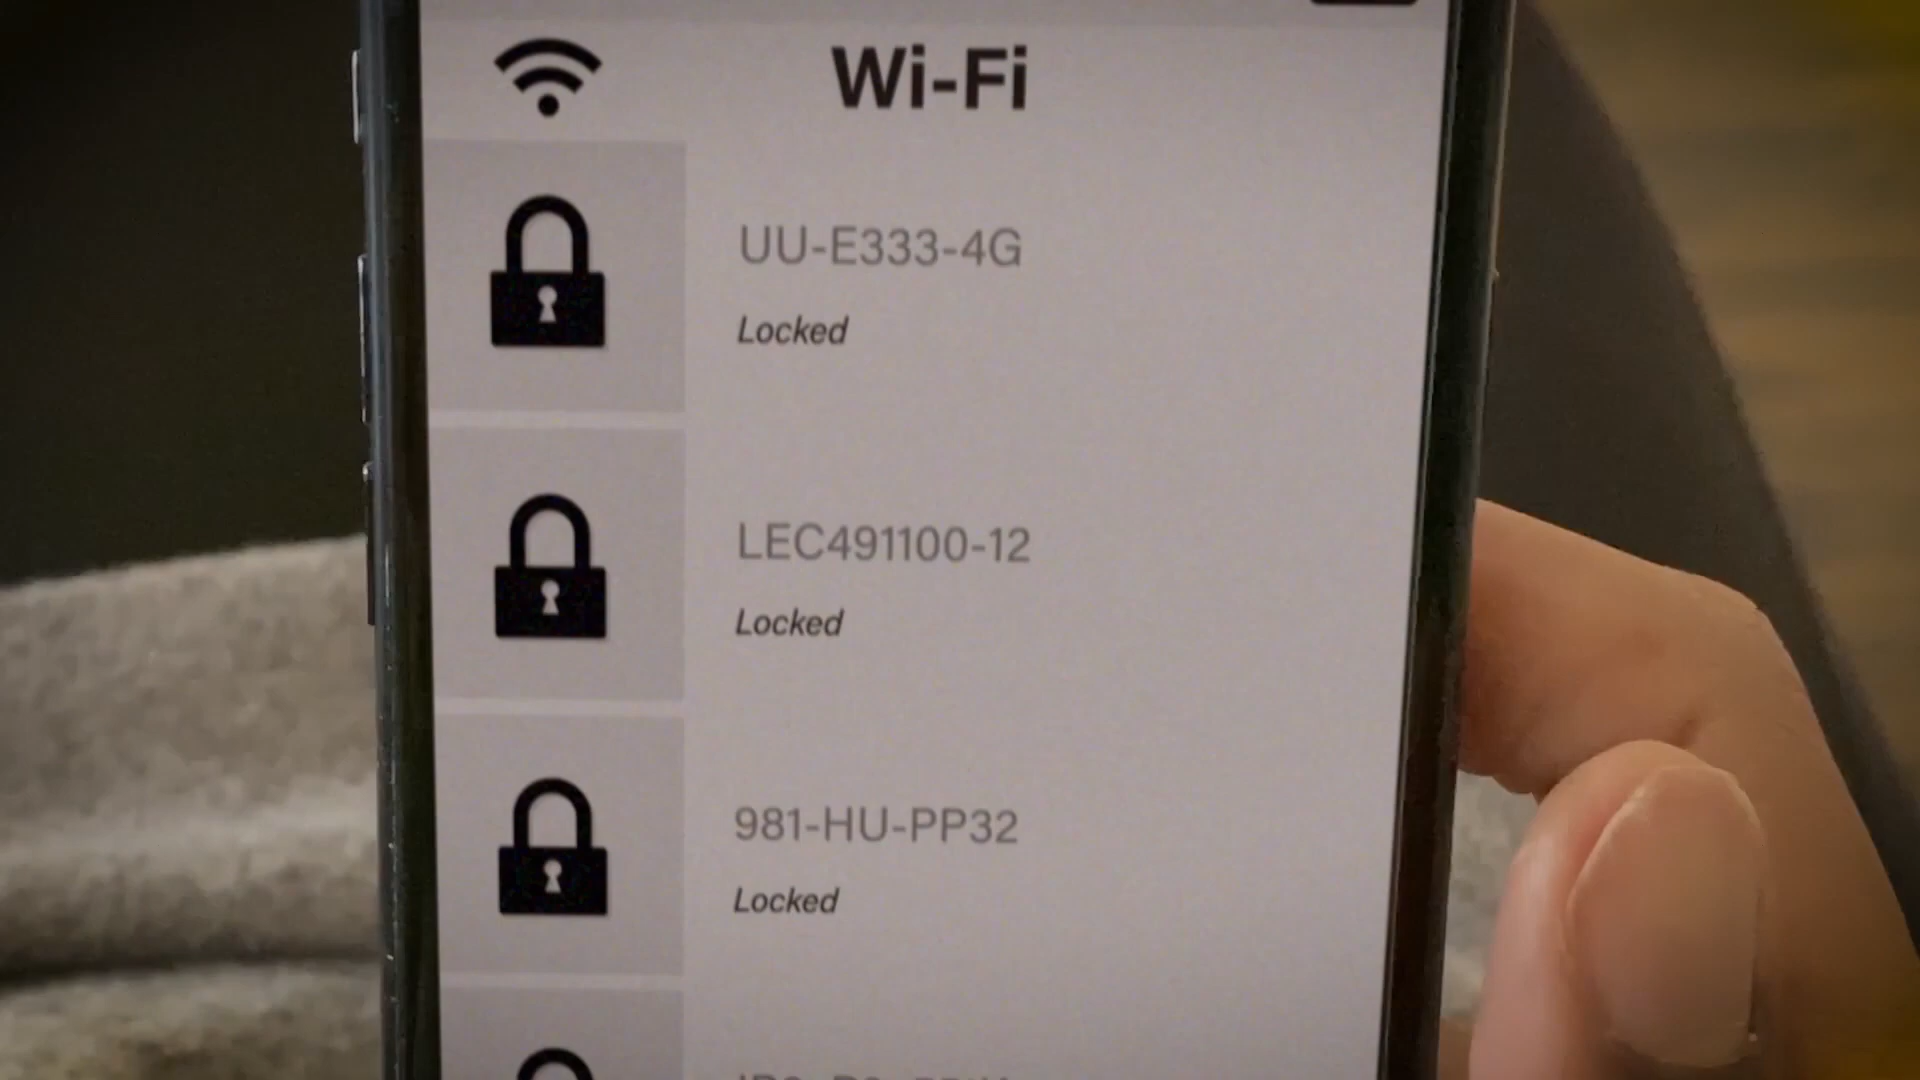 Wi-Fi
UU-E333-4G
Locked
LEC491100-12
Locked
981-HU-PP32
Locked